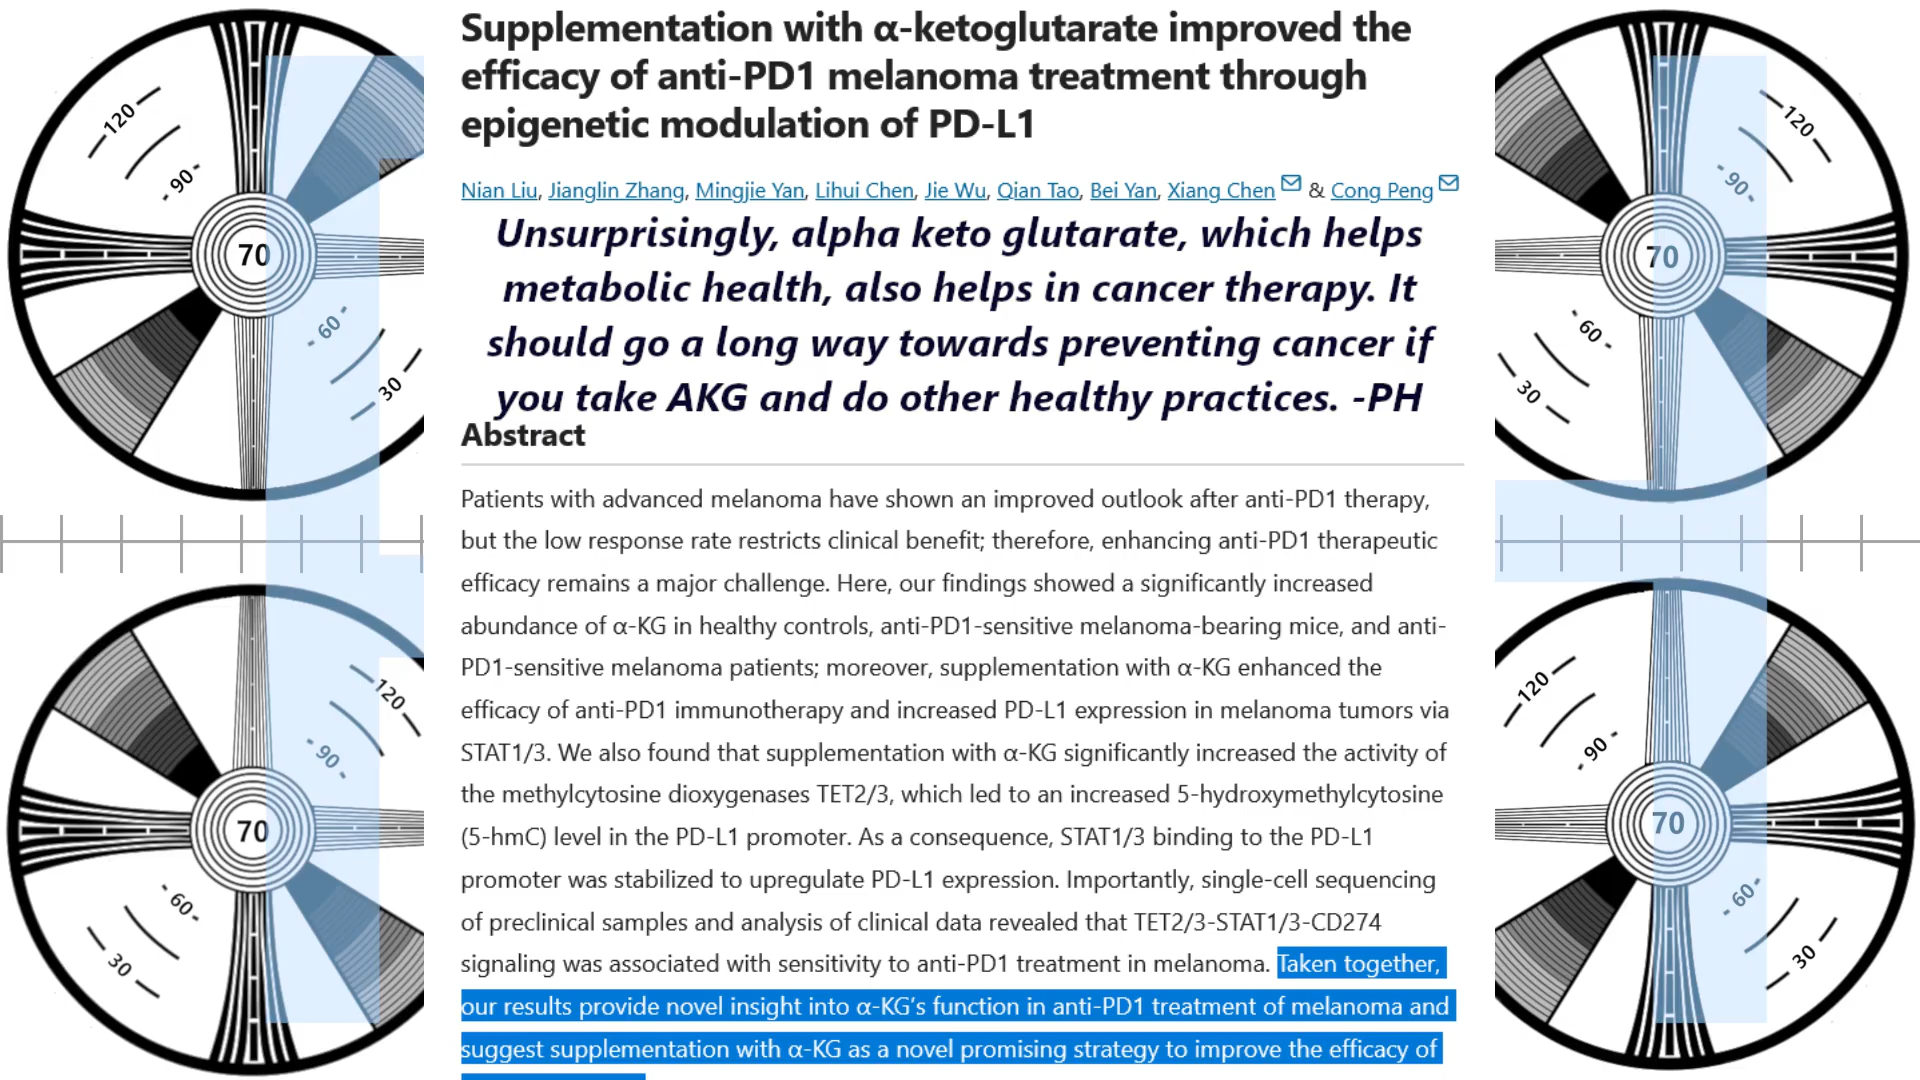 Supplementation with α-ketoglutarate improved the
efficacy of anti-PD1 melanoma treatment through
epigenetic modulation of PD-L1
Nian Liu, Jianglin Zhang, Mingjie Yan, Lihui Chen, Jie Wu, Qian Tao, Bei Yan, Xiang Chen & Cong Peng
Unsurprisingly, alpha keto glutarate, which helps
metabolic health, also helps in cancer therapy. It
should go a long way towards preventing cancer if
you take AKG and do other healthy practices. -PH
Abstract
Patients with advanced melanoma have shown an improved outlook after anti-PD1 therapy,
but the low response rate restricts clinical benefit; therefore, enhancing anti-PD1 therapeutic
efficacy remains a major challenge. Here, our findings showed a significantly increased
abundance of α-KG in healthy controls, anti-PD1-sensitive melanoma-bearing mice, and anti-
PD1-sensitive melanoma patients; moreover, supplementation with α-KG enhanced the
efficacy of anti-PD1 immunotherapy and increased PD-L1 expression in melanoma tumors via
STAT1/3. We also found that supplementation with α-KG significantly increased the activity of
the methylcytosine dioxygenases TET2/3, which led to an increased 5-hydroxymethylcytosine
(5-hmC) level in the PD-L1 promoter. As a consequence, STAT1/3 binding to the PD-L1
promoter was stabilized to upregulate PD-L1 expression. Importantly, single-cell sequencing
of preclinical samples and analysis of clinical data revealed that TET2/3-STAT1/3-CD274
signaling was associated with sensitivity to anti-PD1 treatment in melanoma. Taken together,
our results provide novel insight into α-KG's function in anti-PD1 treatment of melanoma and
suggest supplementation with α-KG as a novel promising strategy to improve the efficacy of
120
-90-
70
-60-
30
120
-90-
70
-60-
30
120
-90-
70
-60-
30
120
-90-
70
-60-
30